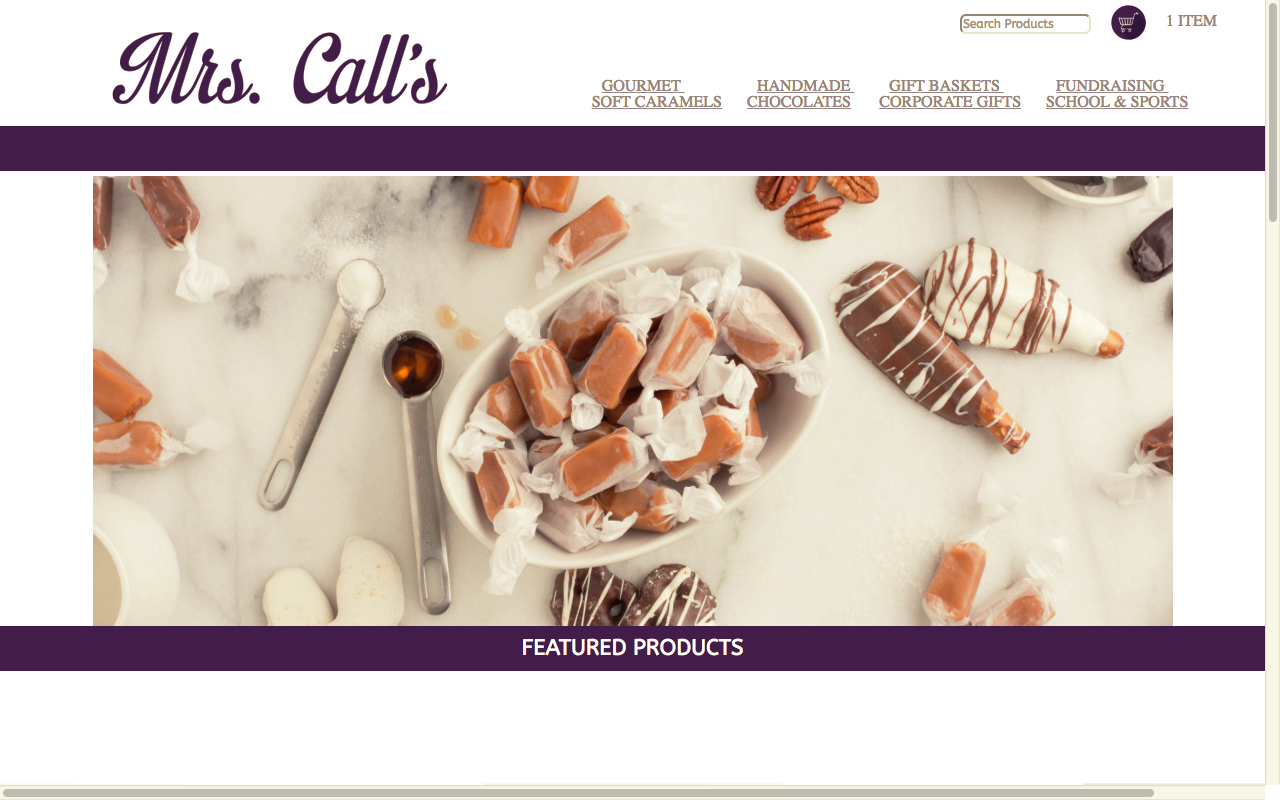 Search Products
1 ITEM
Mrs. Call's
GOURMET
SOFT CARAMELS
HANDMADE
CHOCOLATES
GIFT BASKETS
CORPORATE GIFTS
FUNDRAISING
SCHOOL & SPORTS
FEATURED PRODUCTS